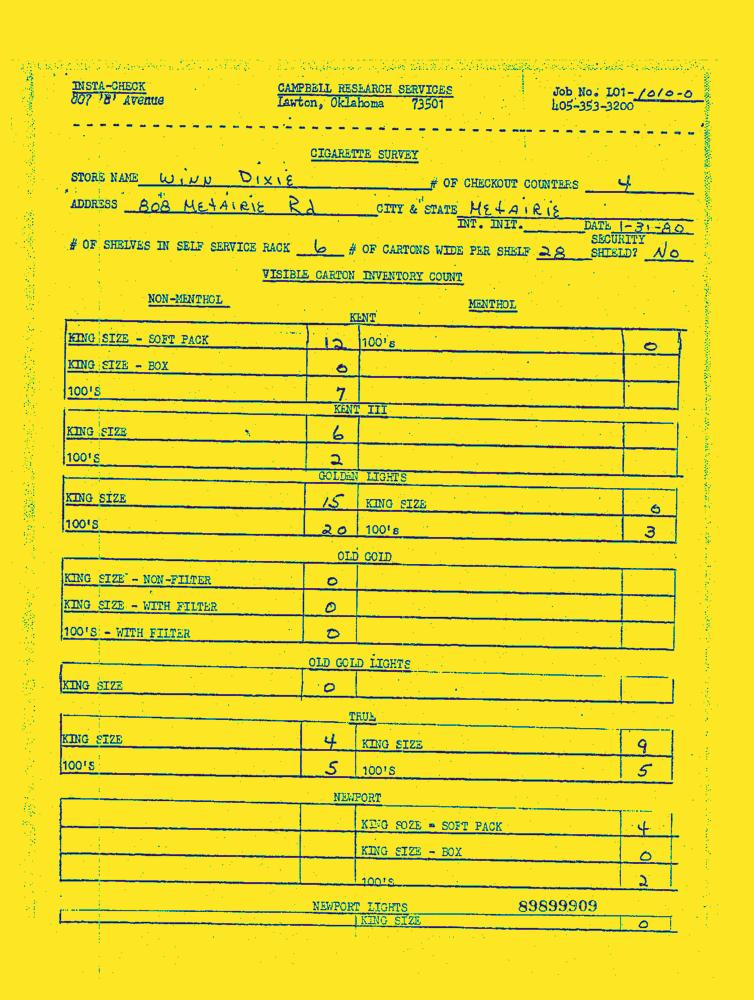 INSTA-CHECK CAMPBELL RESEARCH SERVICES Job No. LO1-1010-0
807 'B' Avenue Lawton, Oklahoma 73501 405-353-3200
CIGARETTE SURVEY
STORE NAME WINN DIXIE # OF CHECKOUT COUNTERS 4
ADDRESS 808 METAIRIE Rd CITY & STATE METAIRIE
INT. INIT. DATE 1-31-80
# OF SHELVES IN SELF SERVICE RACK 6 # OF CARTONS WIDE PER SHELF 28 SECURITY SHIELD? NO
VISIBLE CARTON INVENTORY COUNT
NON-MENTHOL MENTHOL
KENT
KING SIZE - SOFT PACK 12 100's 0
KING SIZE - BOX 0
100'S 7
KENT III
KING SIZE 6
100'S 2
GOLDEN LIGHTS
KING SIZE 15 KING SIZE 0
100'S 20 100's 3
OLD GOLD
KING SIZE - NON-FILTER 0
KING SIZE - WITH FILTER 0
100'S - WITH FILTER 0
OLD GOLD LIGHTS
KING SIZE 0
TRUE
KING SIZE 4 KING SIZE 9
100'S 5 100'S 5
NEWPORT
KING SOZE - SOFT PACK 4
KING SIZE - BOX 0
100'S 2
NEWPORT LIGHTS 89899909
KING SIZE 0